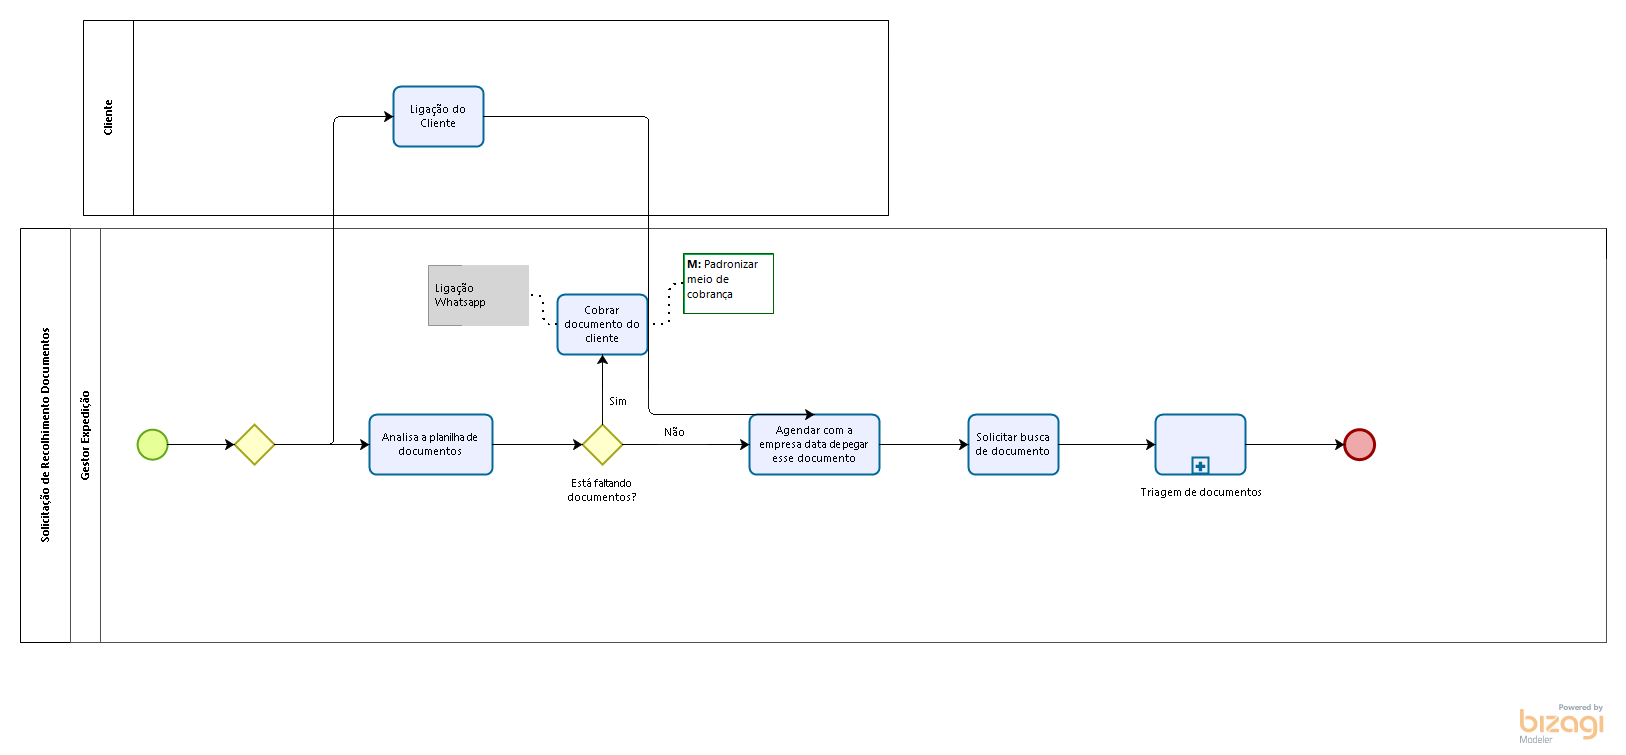 Cliente
Ligação do
Cliente
Solicitação de Recolhimento Documentos
Gestor Expedição
Ligação
Whatsapp
Cobrar
documento do
cliente
M: Padronizar
meio de
cobrança
Sim
Não
Analisa a planilha de
documentos
Está faltando
documentos?
Agendar com a
empresa data de pegar
esse documento
Solicitar busca
de documento
Triagem de documentos
Powered by
bizagi
Modeler